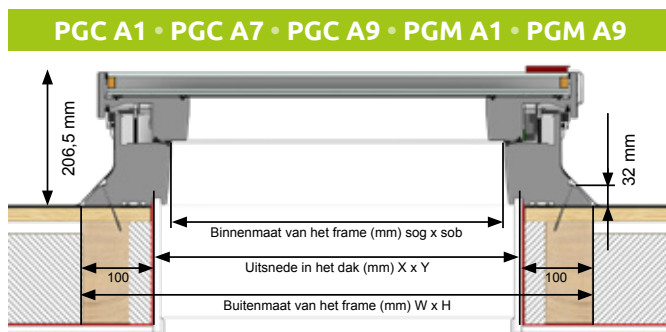 PGC A1 • PGC A7 • PGC A9 • PGM A1 • PGM A9
206,5 mm
32 mm
Binnenmaat van het frame (mm) sog x sob
Uitsnede in het dak (mm) X x Y
100
100
Buitenmaat van het frame (mm) W x H